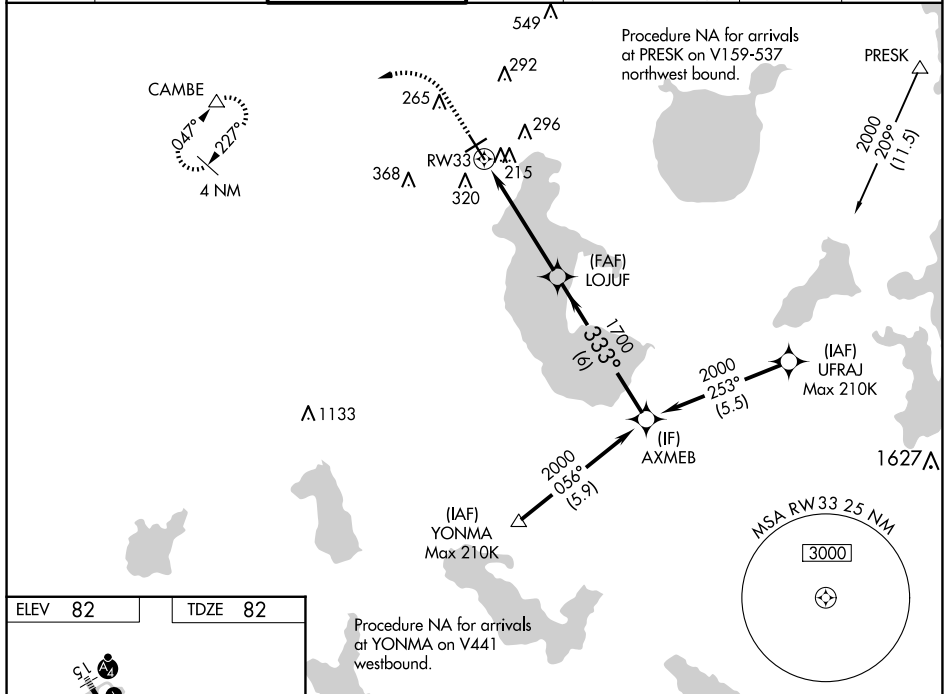 549
Procedure NA for arrivals
at PRESK on V159-537
northwest bound.
PRESK
292
CAMBE
265
047°
227°
4 NM
296
2000
209°
(11.5)
RW33
215
368
320
(FAF)
LOJUF
1700
333°
(6)
(IAF)
UFRAJ
Max 210K
2000
253°
(5.5)
1133
(IF)
AXMEB
1627
2000
056°
(5.9)
(IAF)
YONMA
Max 210K
MSA RW33 25 NM
3000
ELEV 82
TDZE 82
Procedure NA for arrivals
at YONMA on V441
westbound.
15
A4